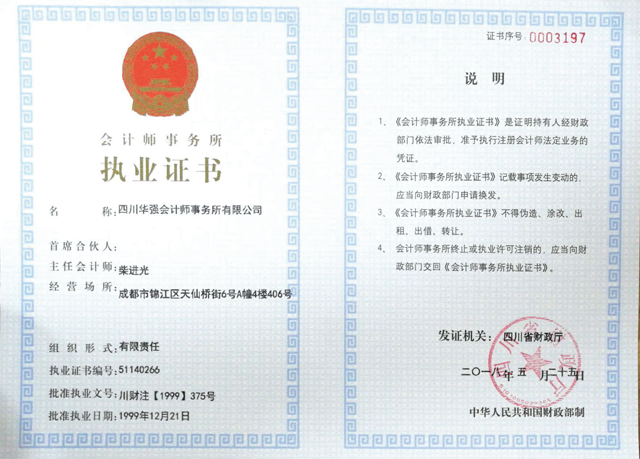 会计师事务所
执业证书
名 称：四川华强会计师事务所有限公司
首席合伙人：
主任会计师：柴进光
经营场所：成都市锦江区天仙桥街6号A幢4楼406号
组织形式：有限责任
执业证书编号：51140266
批准执业文号：川财注【1999】375号
批准执业日期：1999年12月21日
证书序号：0003197
说 明
1、《会计师事务所执业证书》是证明持有人经财政
部门依法审批，准予执行注册会计师法定业务的
凭证。
2、《会计师事务所执业证书》记载事项发生变动的，
应当向财政部门申请换发。
3、《会计师事务所执业证书》不得伪造、涂改、出
租、出借、转让。
4、 会计师事务所终止或执业许可注销的，应当向财
政部门交回《会计师事务所执业证书》。
发证机关：四川省财政厅
二〇一八年五月二十五日
中华人民共和国财政部制
四川省财政厅